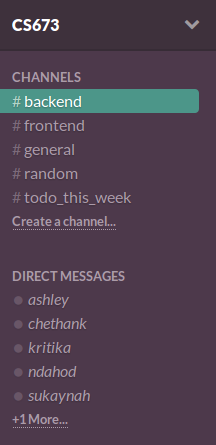 CS673
CHANNELS
# backend
# frontend
# general
# random
# todo_this_week
Create a channel...
DIRECT MESSAGES
ashley
chethank
kritika
ndahod
sukaynah
+1 More...